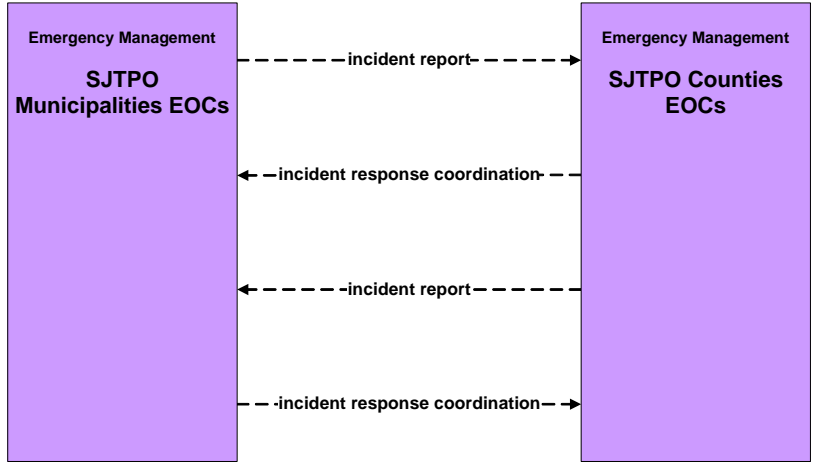 Emergency Management
SJTPO
Municipalities EOCs
Emergency Management
SJTPO Counties
EOCs
incident report
incident response coordination
incident report
incident response coordination